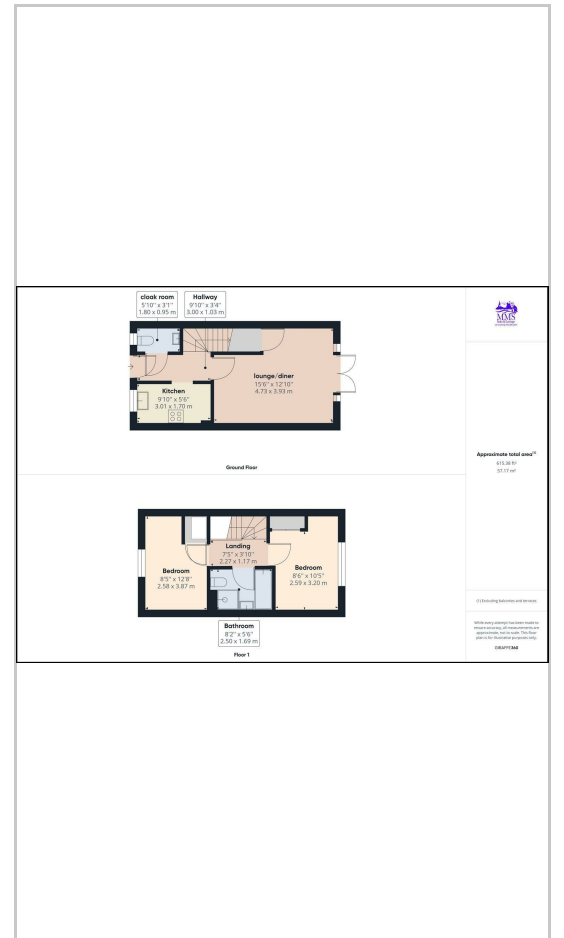 cloak room
5'10" x 3'1"
1.80 x 0.95 m
Hallway
9'10" x 3'4"
3.00 x 1.03 m
lounge/diner
15'6" x 12'10"
4.73 x 3.93 m
Kitchen
9'10" x 5'6"
3.01 x 1.70 m
Ground Floor
Landing
7'5" x 3'10"
2.27 x 1.17 m
Bedroom
8'5" x 12'8"
2.58 x 3.87 m
Bedroom
8'6" x 10'5"
2.59 x 3.20 m
Bathroom
8'2" x 5'6"
2.50 x 1.69 m
Floor 1
MMS
Approximate total area(1)
615.38 ft²
57.17 m²
(1) Excluding balconies and terraces
While every attempt has been made to
ensure accuracy, all measurements are
approximate, not to scale. This floor
plan is for illustrative purposes only.
GIRAFFE360